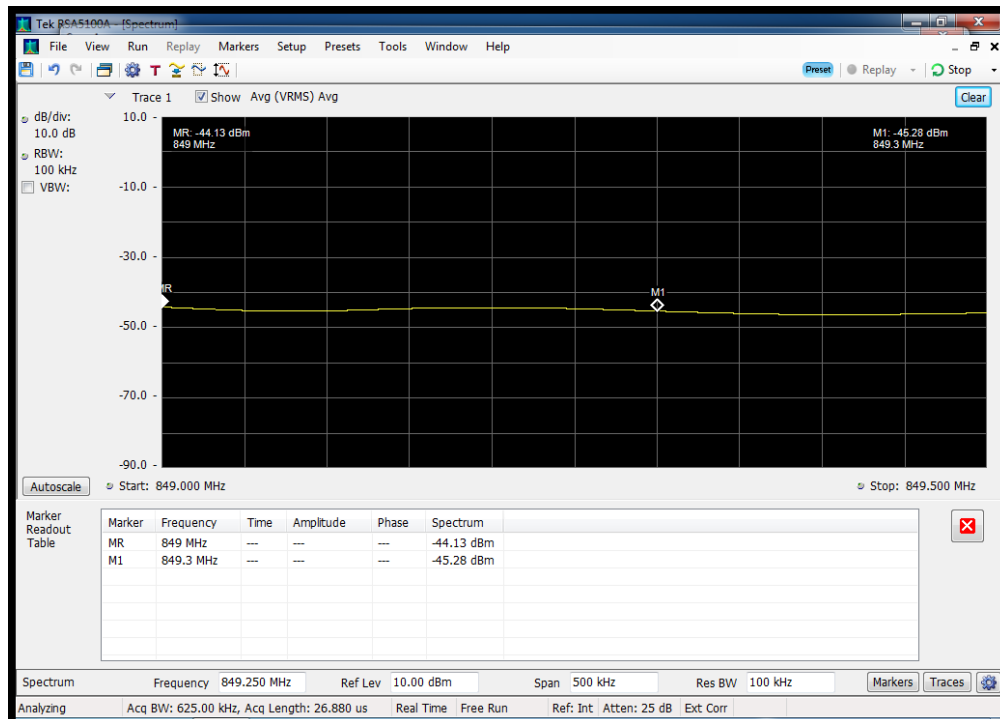 Tek RSA5100A - [Spectrum]
File View Run Replay Markers Setup Presets Tools Window Help
T Preset Replay Stop
Trace 1 Show Avg (VRMS) Avg Clear
dB/div:
10.0 dB
RBW:
100 kHz
VBW:
10.0
-10.0
-30.0
-50.0
-70.0
-90.0
MR: -44.13 dBm
849 MHz
M1: -45.28 dBm
849.3 MHz
MR
M1
Autoscale Start: 849.000 MHz Stop: 849.500 MHz
Marker
Readout
Table
Marker Frequency Time Amplitude Phase Spectrum
MR 849 MHz --- --- --- -44.13 dBm
M1 849.3 MHz --- --- --- -45.28 dBm
Spectrum Frequency 849.250 MHz Ref Lev 10.00 dBm Span 500 kHz Res BW 100 kHz Markers Traces
Analyzing Acq BW: 625.00 kHz, Acq Length: 26.880 us Real Time Free Run Ref: Int Atten: 25 dB Ext Corr